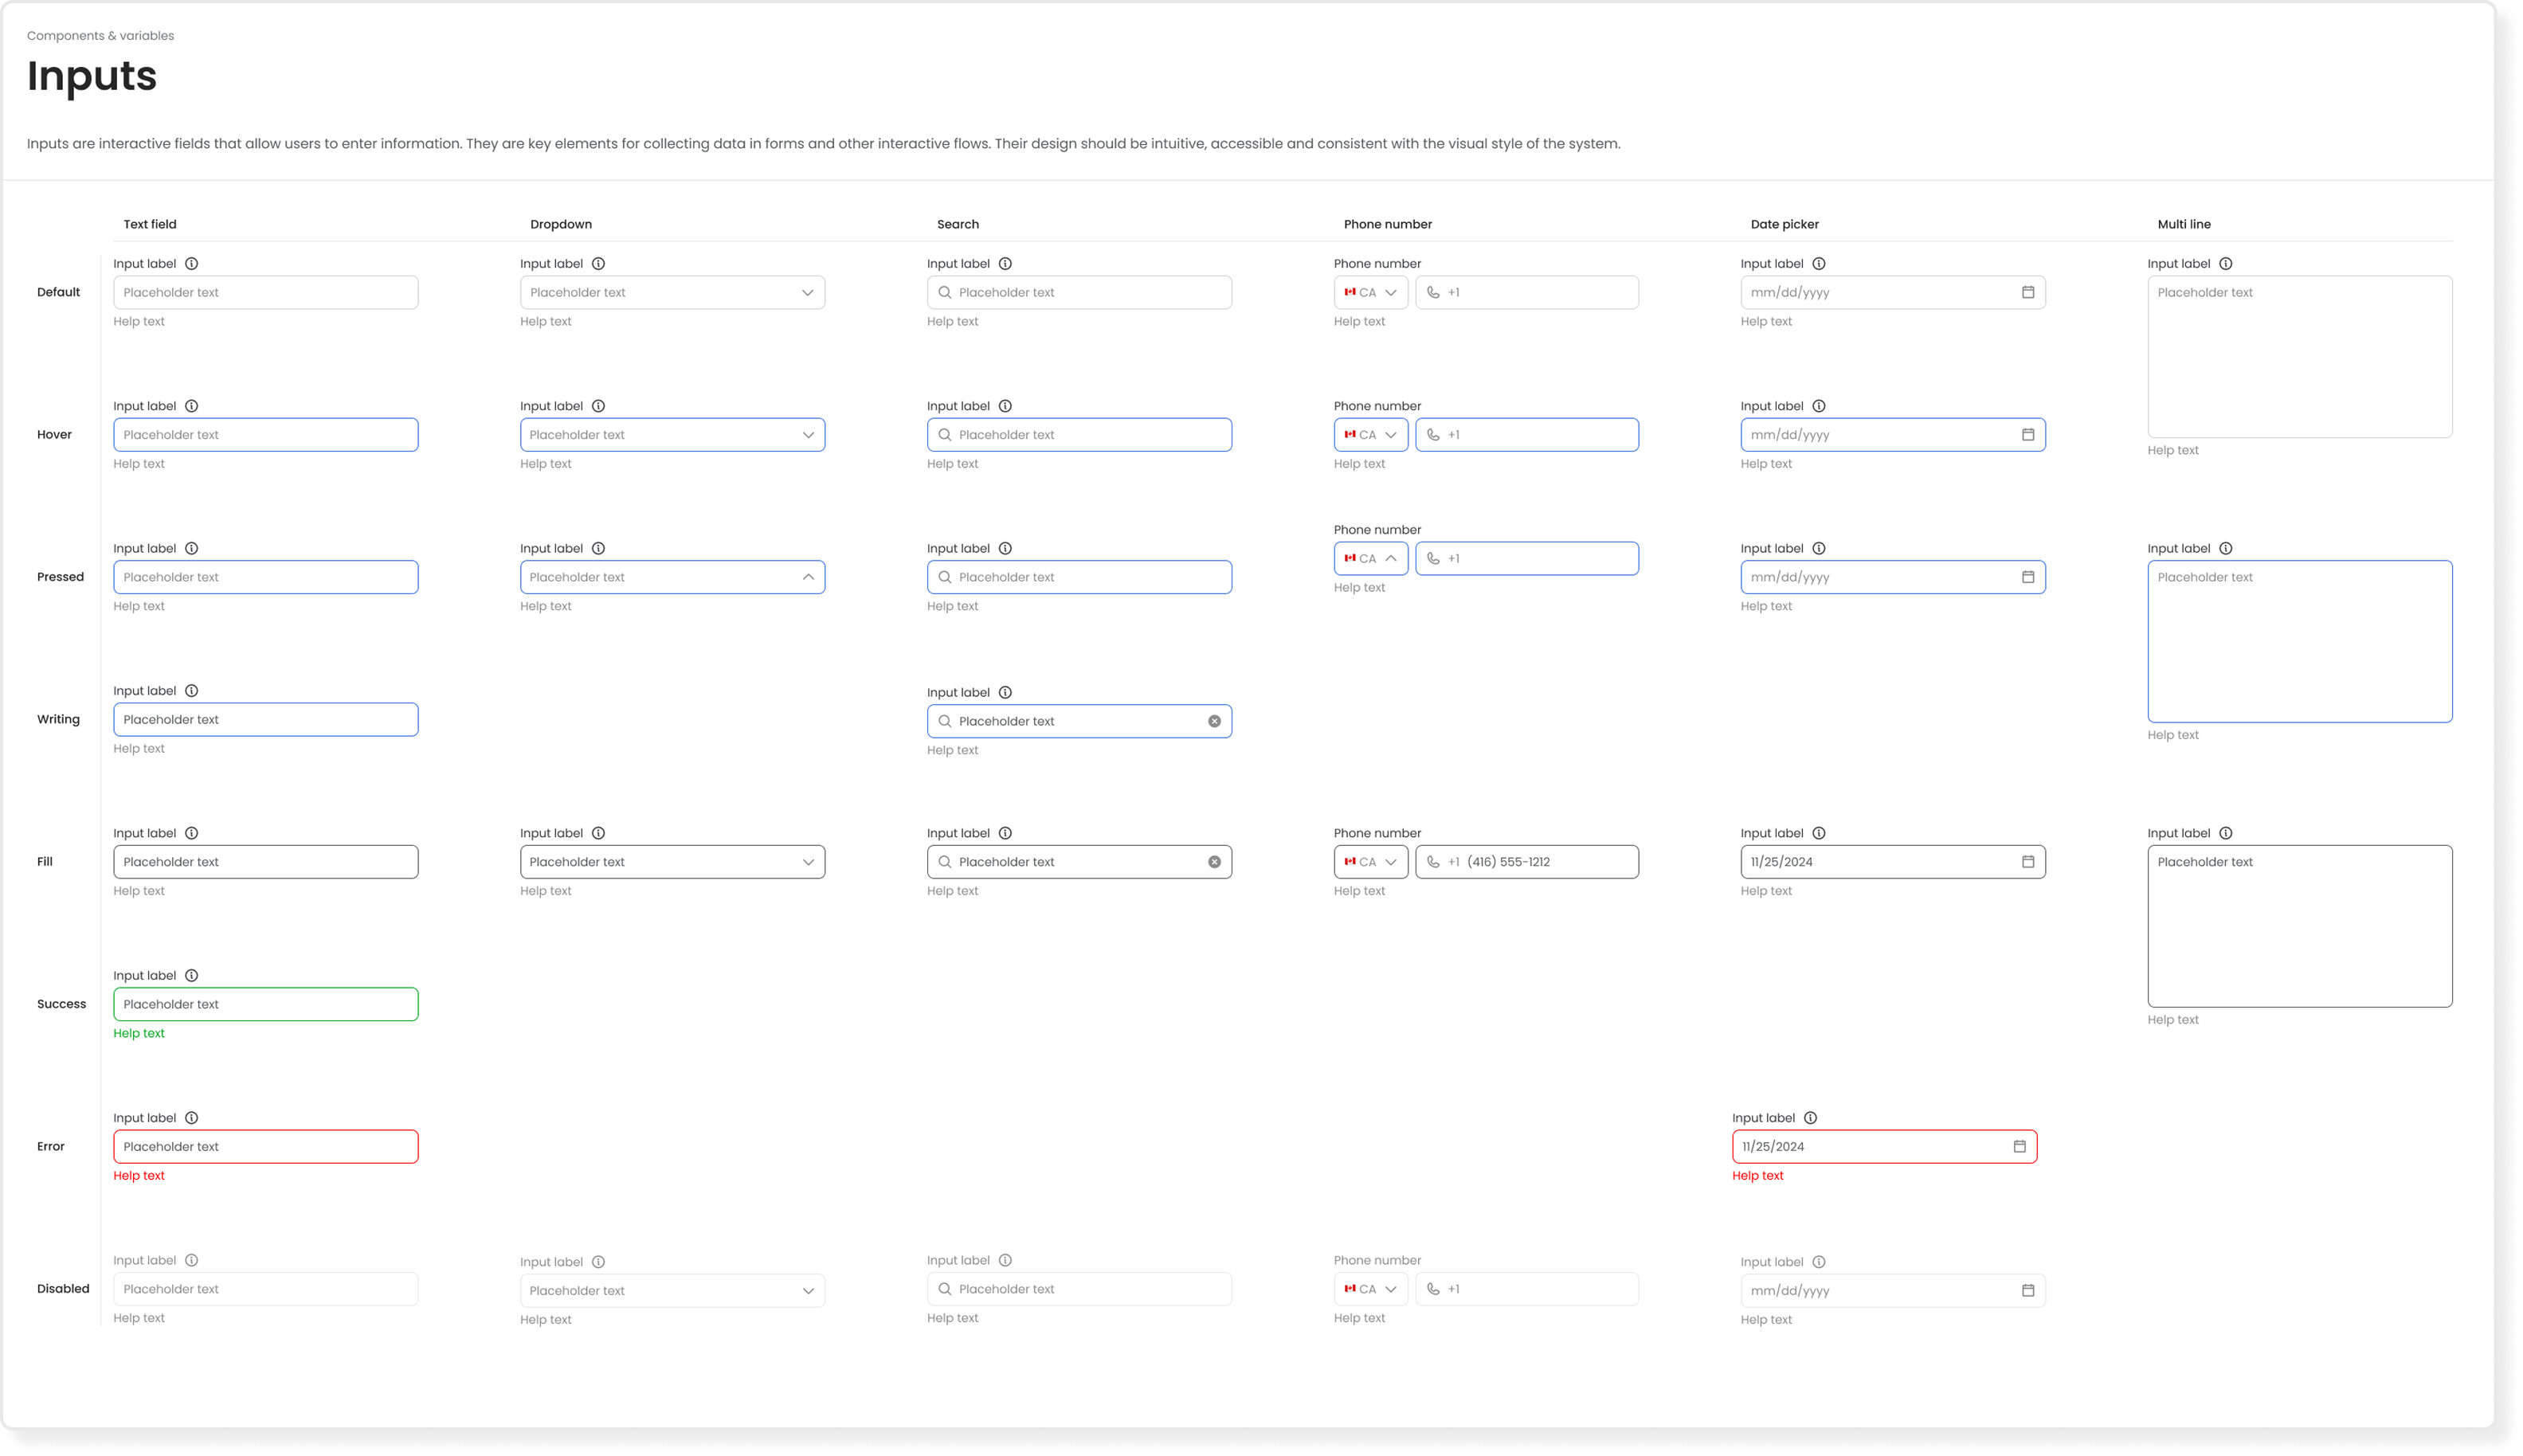 Components & variables
Inputs
Inputs are interactive fields that allow users to enter information. They are key elements for collecting data in forms and other interactive flows. Their design should be intuitive, accessible and consistent with the visual style of the system.
Text field Dropdown Search Phone number Date picker Multi line
Input label Input label Input label Phone number Input label Input label
Default Placeholder text Placeholder text Placeholder text CA +1 mm/dd/yyyy Placeholder text
Help text Help text Help text Help text Help text
Input label Input label Input label Phone number Input label
Hover Placeholder text Placeholder text Placeholder text CA +1 mm/dd/yyyy
Help text
Help text Help text Help text Help text Help text
Phone number
Input label Input label Input label Input label Input label
CA +1
Pressed Placeholder text Placeholder text Placeholder text mm/dd/yyyy Placeholder text
Help text
Help text Help text Help text Help text
Input label Input label
Writing Placeholder text Placeholder text
Help text
Help text Help text
Input label Input label Input label Phone number Input label Input label
Fill Placeholder text Placeholder text Placeholder text CA +1 (416) 555-1212 11/25/2024 Placeholder text
Help text Help text Help text Help text Help text
Input label
Success Placeholder text
Help text
Help text
Input label Input label
Error Placeholder text 11/25/2024
Help text Help text
Input label Input label Input label Phone number Input label
Disabled Placeholder text Placeholder text Placeholder text CA +1 mm/dd/yyyy
Help text Help text Help text Help text Help text